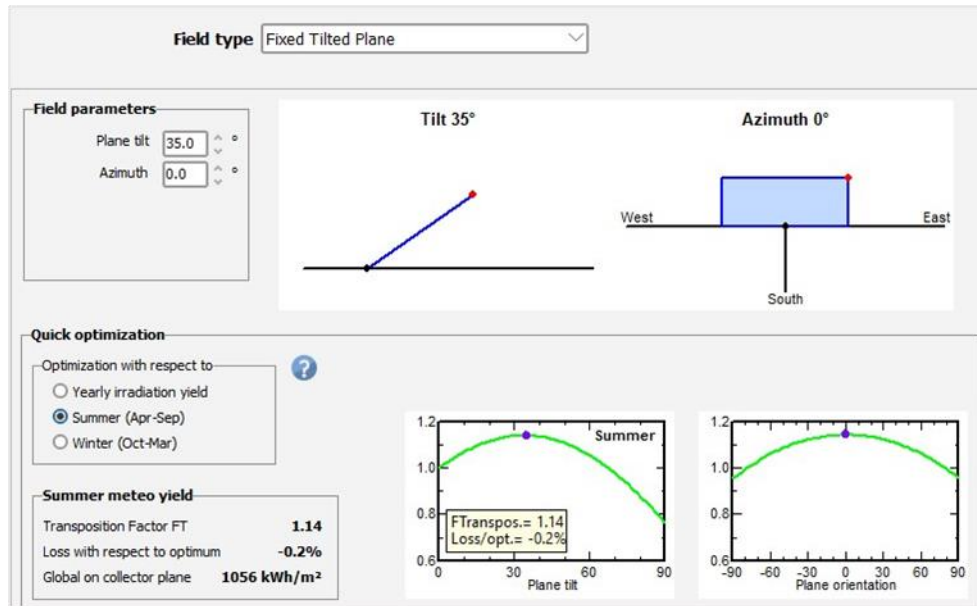 Field type Fixed Tilted Plane
Field parameters
Plane tilt 35.0 °
Azimuth 0.0 °
Tilt 35°
Azimuth 0°
West
East
South
Quick optimization
Optimization with respect to
Yearly irradiation yield
Summer (Apr-Sep)
Winter (Oct-Mar)
?
Summer meteo yield
Transposition Factor FT 1.14
Loss with respect to optimum -0.2%
Global on collector plane 1056 kWh/m²
1.2
1.0
0.8
0.6
Summer
FTranspos.= 1.14
Loss/opt.= -0.2%
0 30 60 90
Plane tilt
1.2
1.0
0.8
0.6
-90 -60 -30 0 30 60 90
Plane orientation